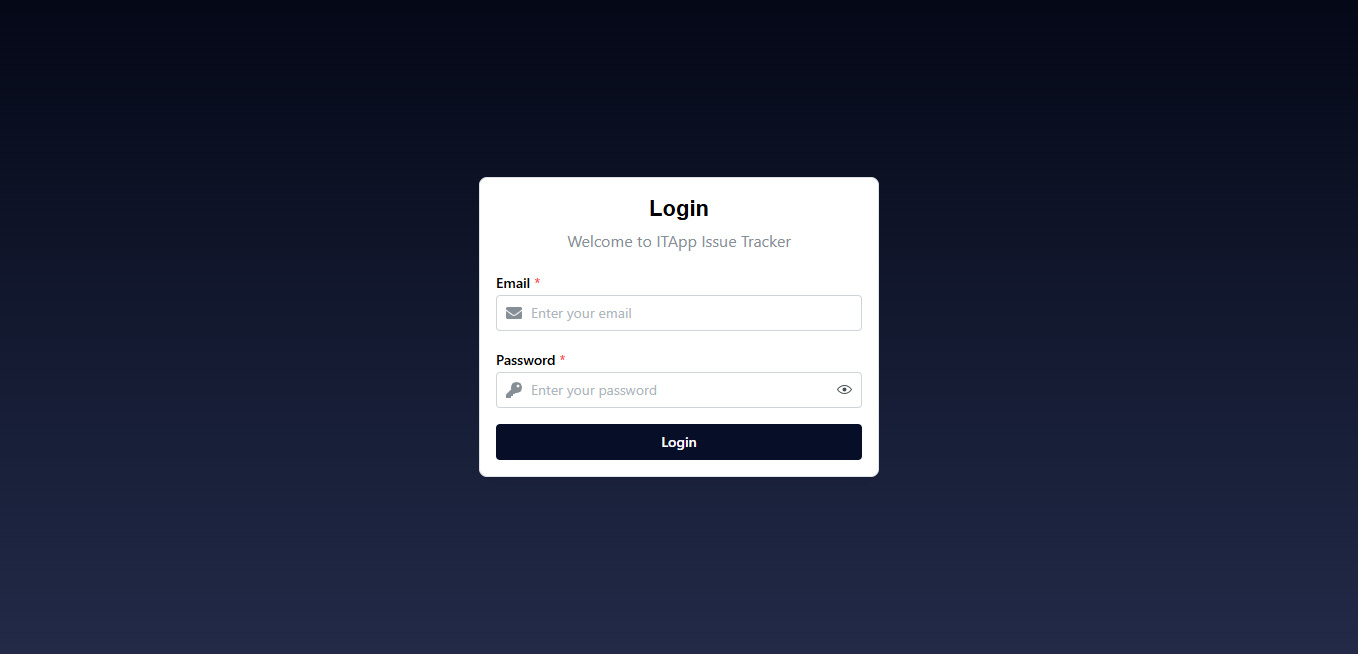 Login
Welcome to ITApp Issue Tracker
Email *
Enter your email
Password *
Enter your password
Login